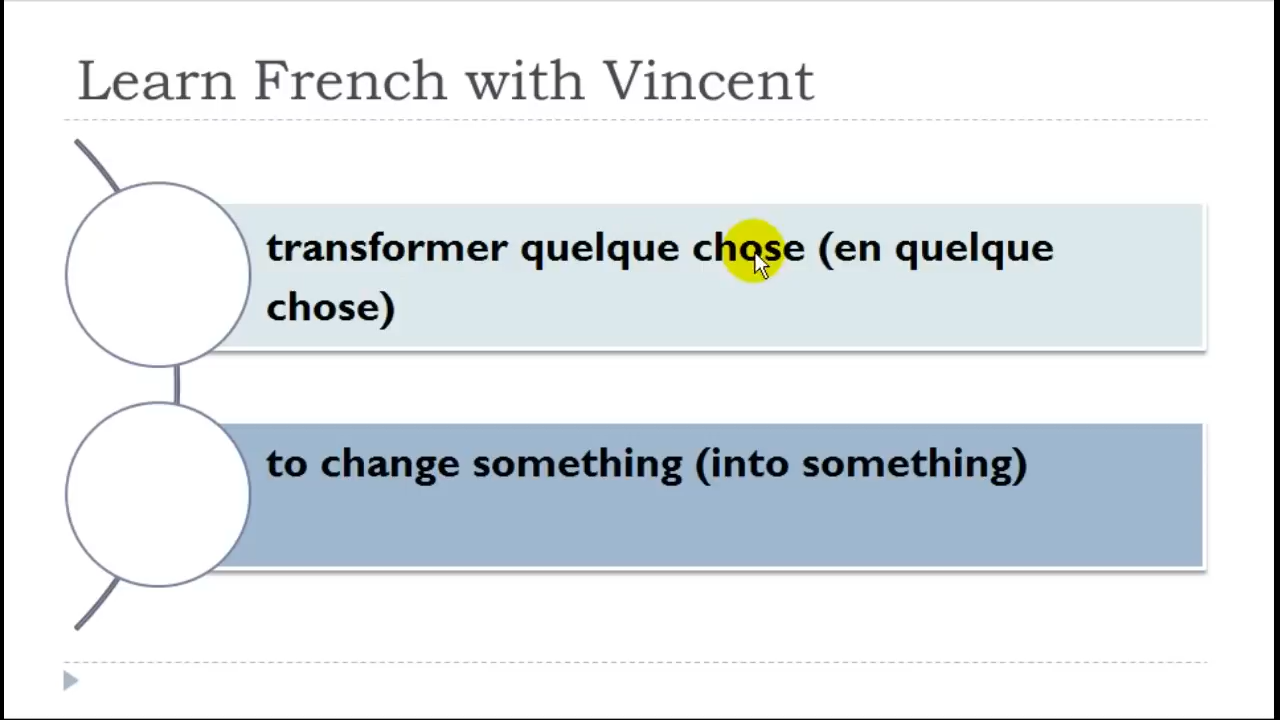 Learn French with Vincent
transformer quelque chose (en quelque
chose)
to change something (into something)